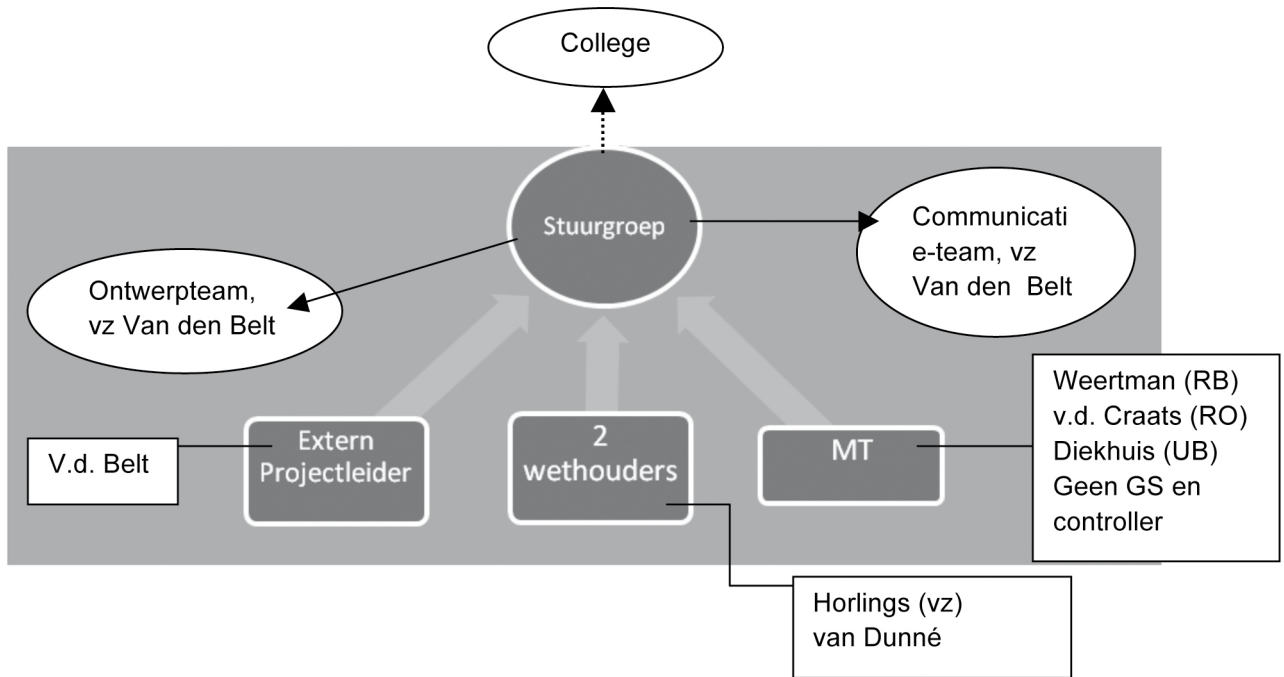 College
Stuurgroep
Communicati
e-team, vz
Van den Belt
Ontwerpteam,
vz Van den Belt
V.d. Belt
Extern
Projectleider
2
wethouders
MT
Weertman (RB)
v.d. Craats (RO)
Diekhuis (UB)
Geen GS en
controller
Horlings (vz)
van Dunné